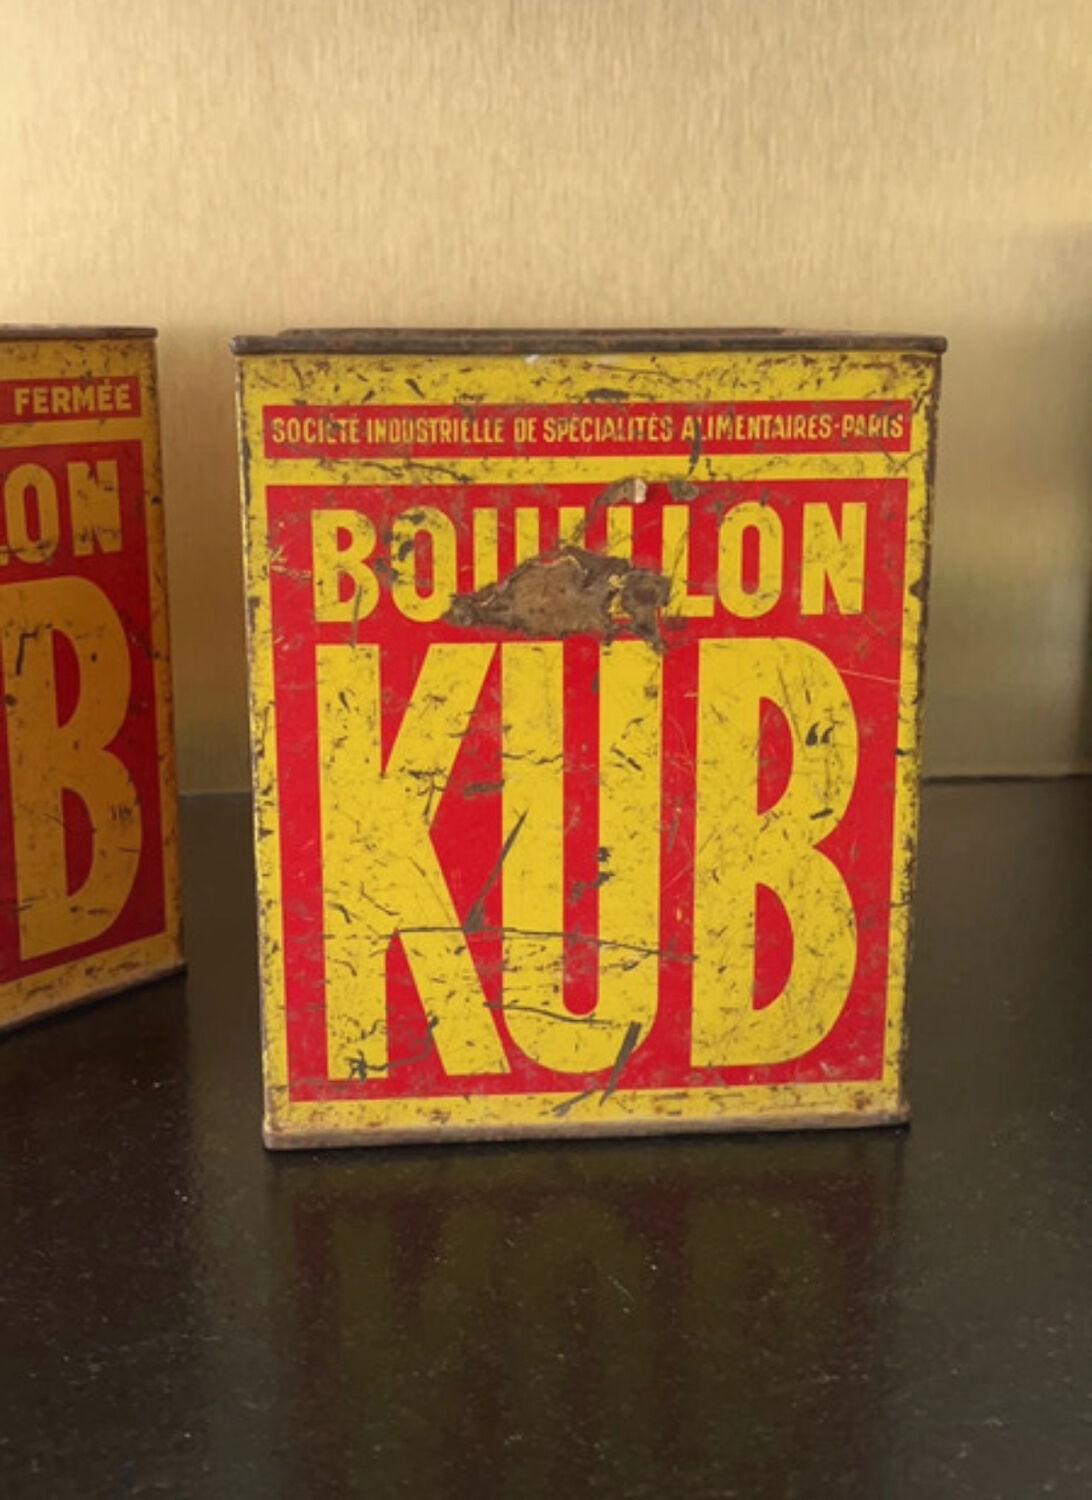 FERMÉE
LON
B
SOCIÉTÉ INDUSTRIELLE DE SPÉCIALITÉS ALIMENTAIRES-PARIS
BOUILLON
KUB